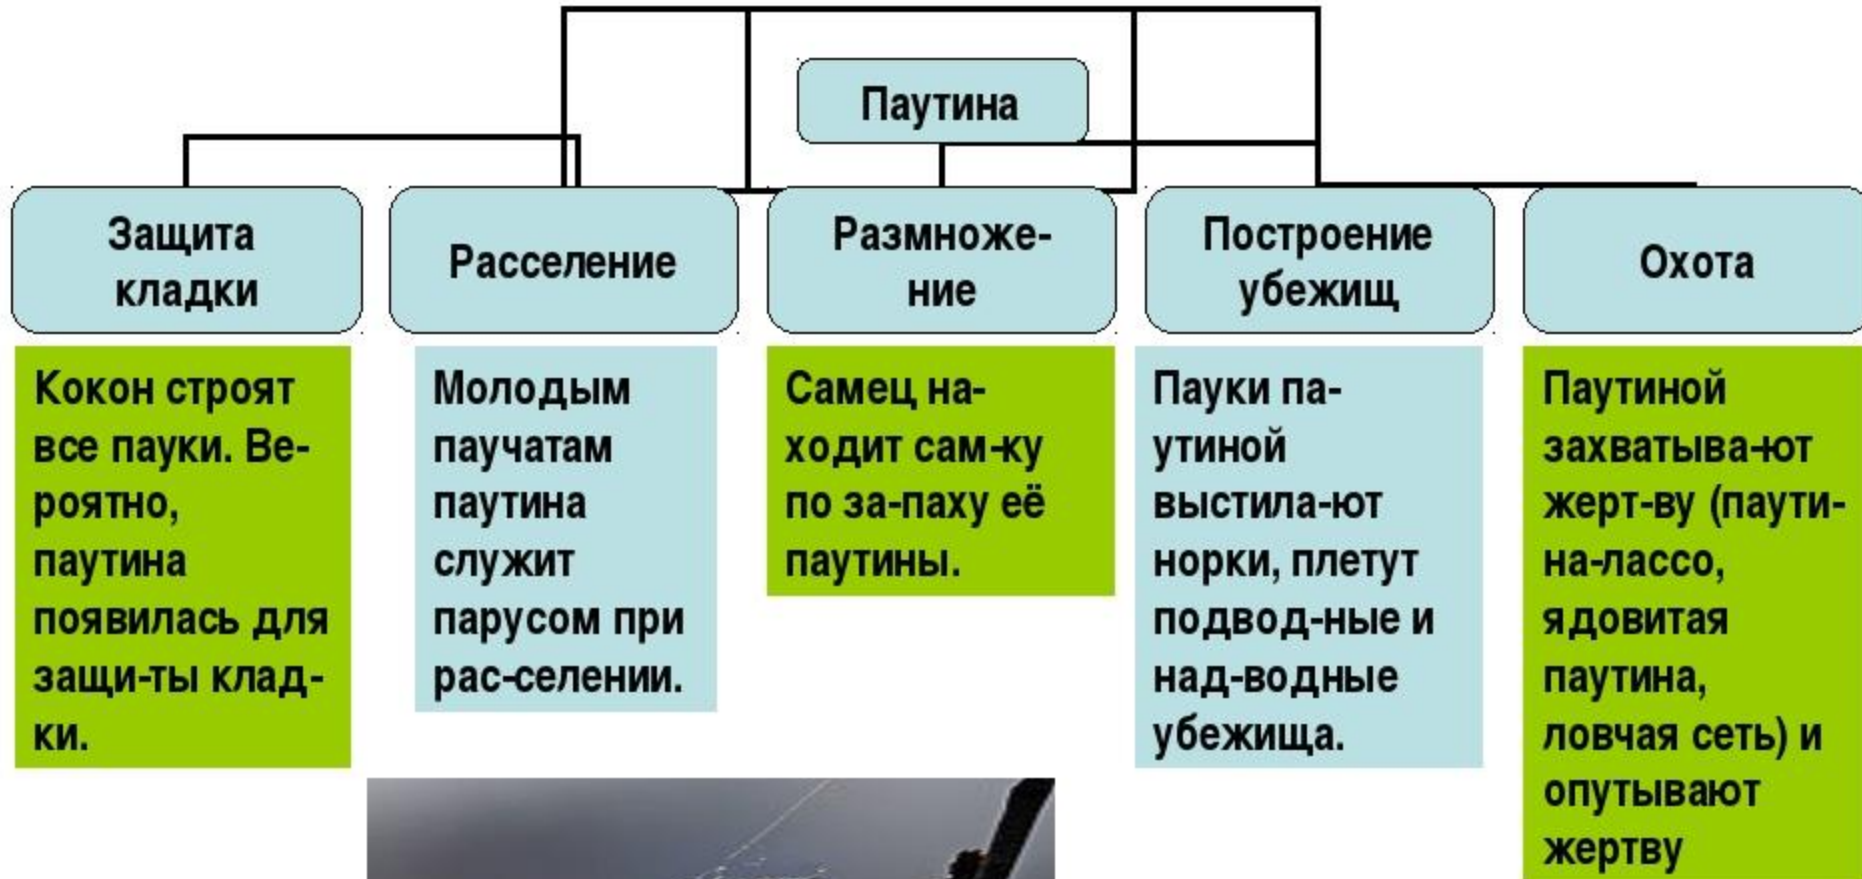 Паутина
Защита
кладки
Расселение
Размноже-
ние
Построение
убежищ
Охота
Кокон строят
все пауки. Ве-
роятно,
паутина
появилась для
защи-ты клад-
ки.
Молодым
паучатам
паутина
служит
парусом при
рас-селении.
Самец на-
ходит сам-ку
по за-паху её
паутины.
Пауки па-
утиной
выстила-ют
норки, плетут
подвод-ные и
над-водные
убежища.
Паутиной
захватыва-ют
жерт-ву (паути-
на-лассо,
ядовитая
паутина,
ловчая сеть) и
опутывают
жертву